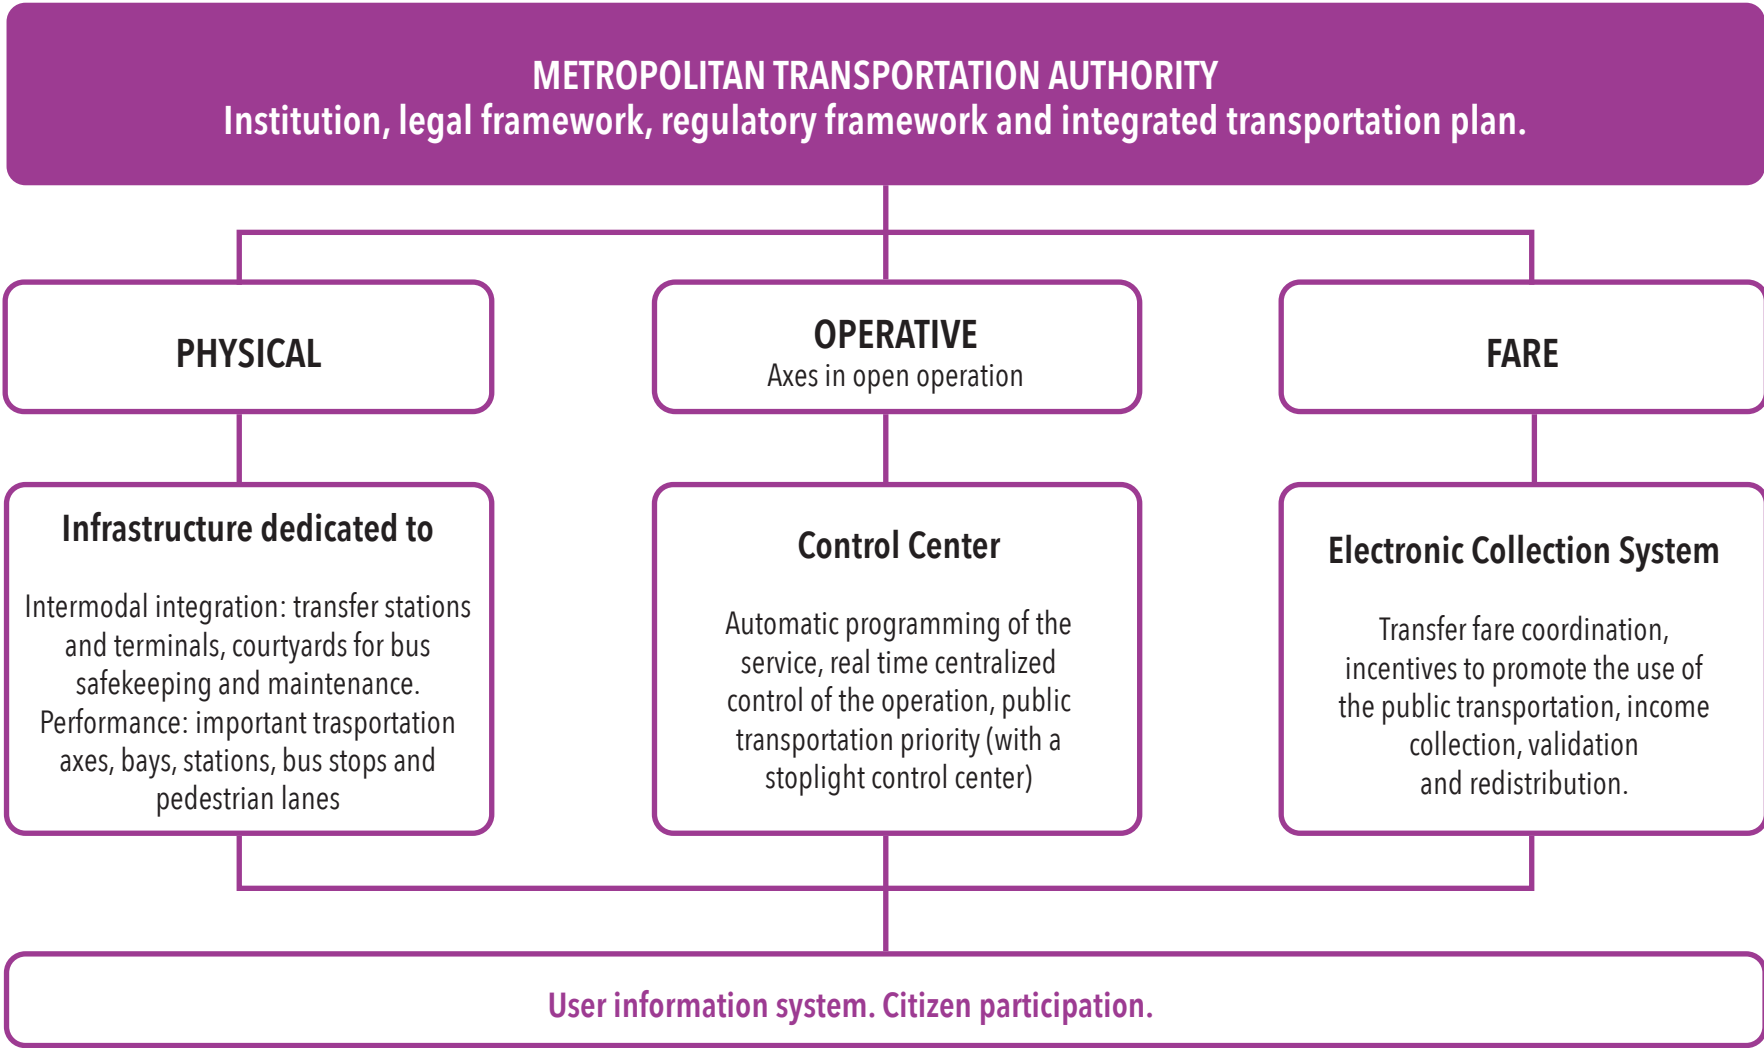 METROPOLITAN TRANSPORTATION AUTHORITY
Institution, legal framework, regulatory framework and integrated transportation plan.
PHYSICAL
OPERATIVE
Axes in open operation
FARE
Infrastructure dedicated to
Intermodal integration: transfer stations
and terminals, courtyards for bus
safekeeping and maintenance.
Performance: important trasportation
axes, bays, stations, bus stops and
pedestrian lanes
Control Center
Automatic programming of the
service, real time centralized
control of the operation, public
transportation priority (with a
stoplight control center)
Electronic Collection System
Transfer fare coordination,
incentives to promote the use of
the public transportation, income
collection, validation
and redistribution.
User information system. Citizen participation.